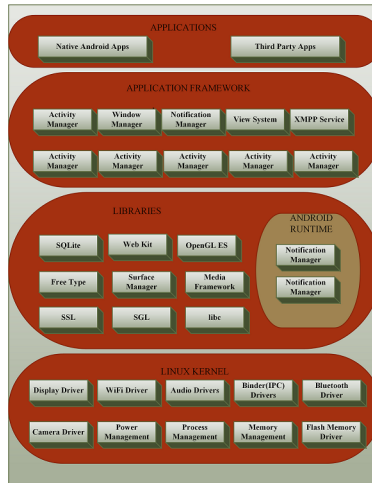 APPLICATIONS
Native Android Apps Third Party Apps
APPLICATION FRAMEWORK
Activity Manager Window Manager Notification Manager View System XMPP Service
Activity Manager Activity Manager Activity Manager Activity Manager Activity Manager
LIBRARIES
SQLite Web Kit OpenGL ES
Free Type Surface Manager Media Framework
SSL SGL libc
ANDROID RUNTIME
Notification Manager
Notification Manager
LINUX KERNEL
Display Driver WiFi Driver Audio Drivers Binder(IPC) Drivers Bluetooth Driver
Camera Driver Power Management Process Management Memory Management Flash Memory Driver